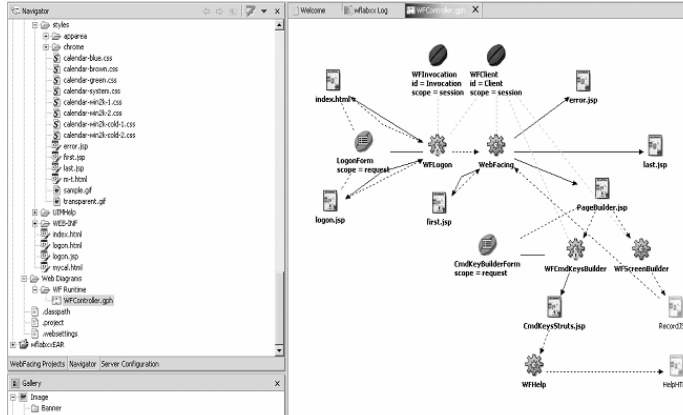 Navigator
styles
apparea
chrome
calendar-blue.css
calendar-brown.css
calendar-green.css
calendar-system.css
calendar-win2k-1.css
calendar-win2k-2.css
calendar-win2k-cold-1.css
calendar-win2k-cold-2.css
error.jsp
first.jsp
last.jsp
m-t.html
sample.gif
transparent.gif
UIMHelp
WEB-INF
index.html
logon.html
logon.jsp
mycal.html
Web Diagrams
WF Runtime
WFController.gph
.classpath
.project
.websettings
wflabxxEAR
WebFacing Projects Navigator Server Configuration
Gallery
Image
Banner
Welcome wflabxx Log WFController.gph
WFInvocation
id = Invocation
scope = session
WFClient
id = Client
scope = session
index.html
error.jsp
LogonForm
scope = request
WFLogon
WebFacing
last.jsp
logon.jsp
first.jsp
PageBuilder.jsp
CmdKeyBuilderForm
scope = request
WFCmdKeysBuilder
WFScreenBuilder
CmdKeysStruts.jsp
RecordJS
WFHelp
HelpHT